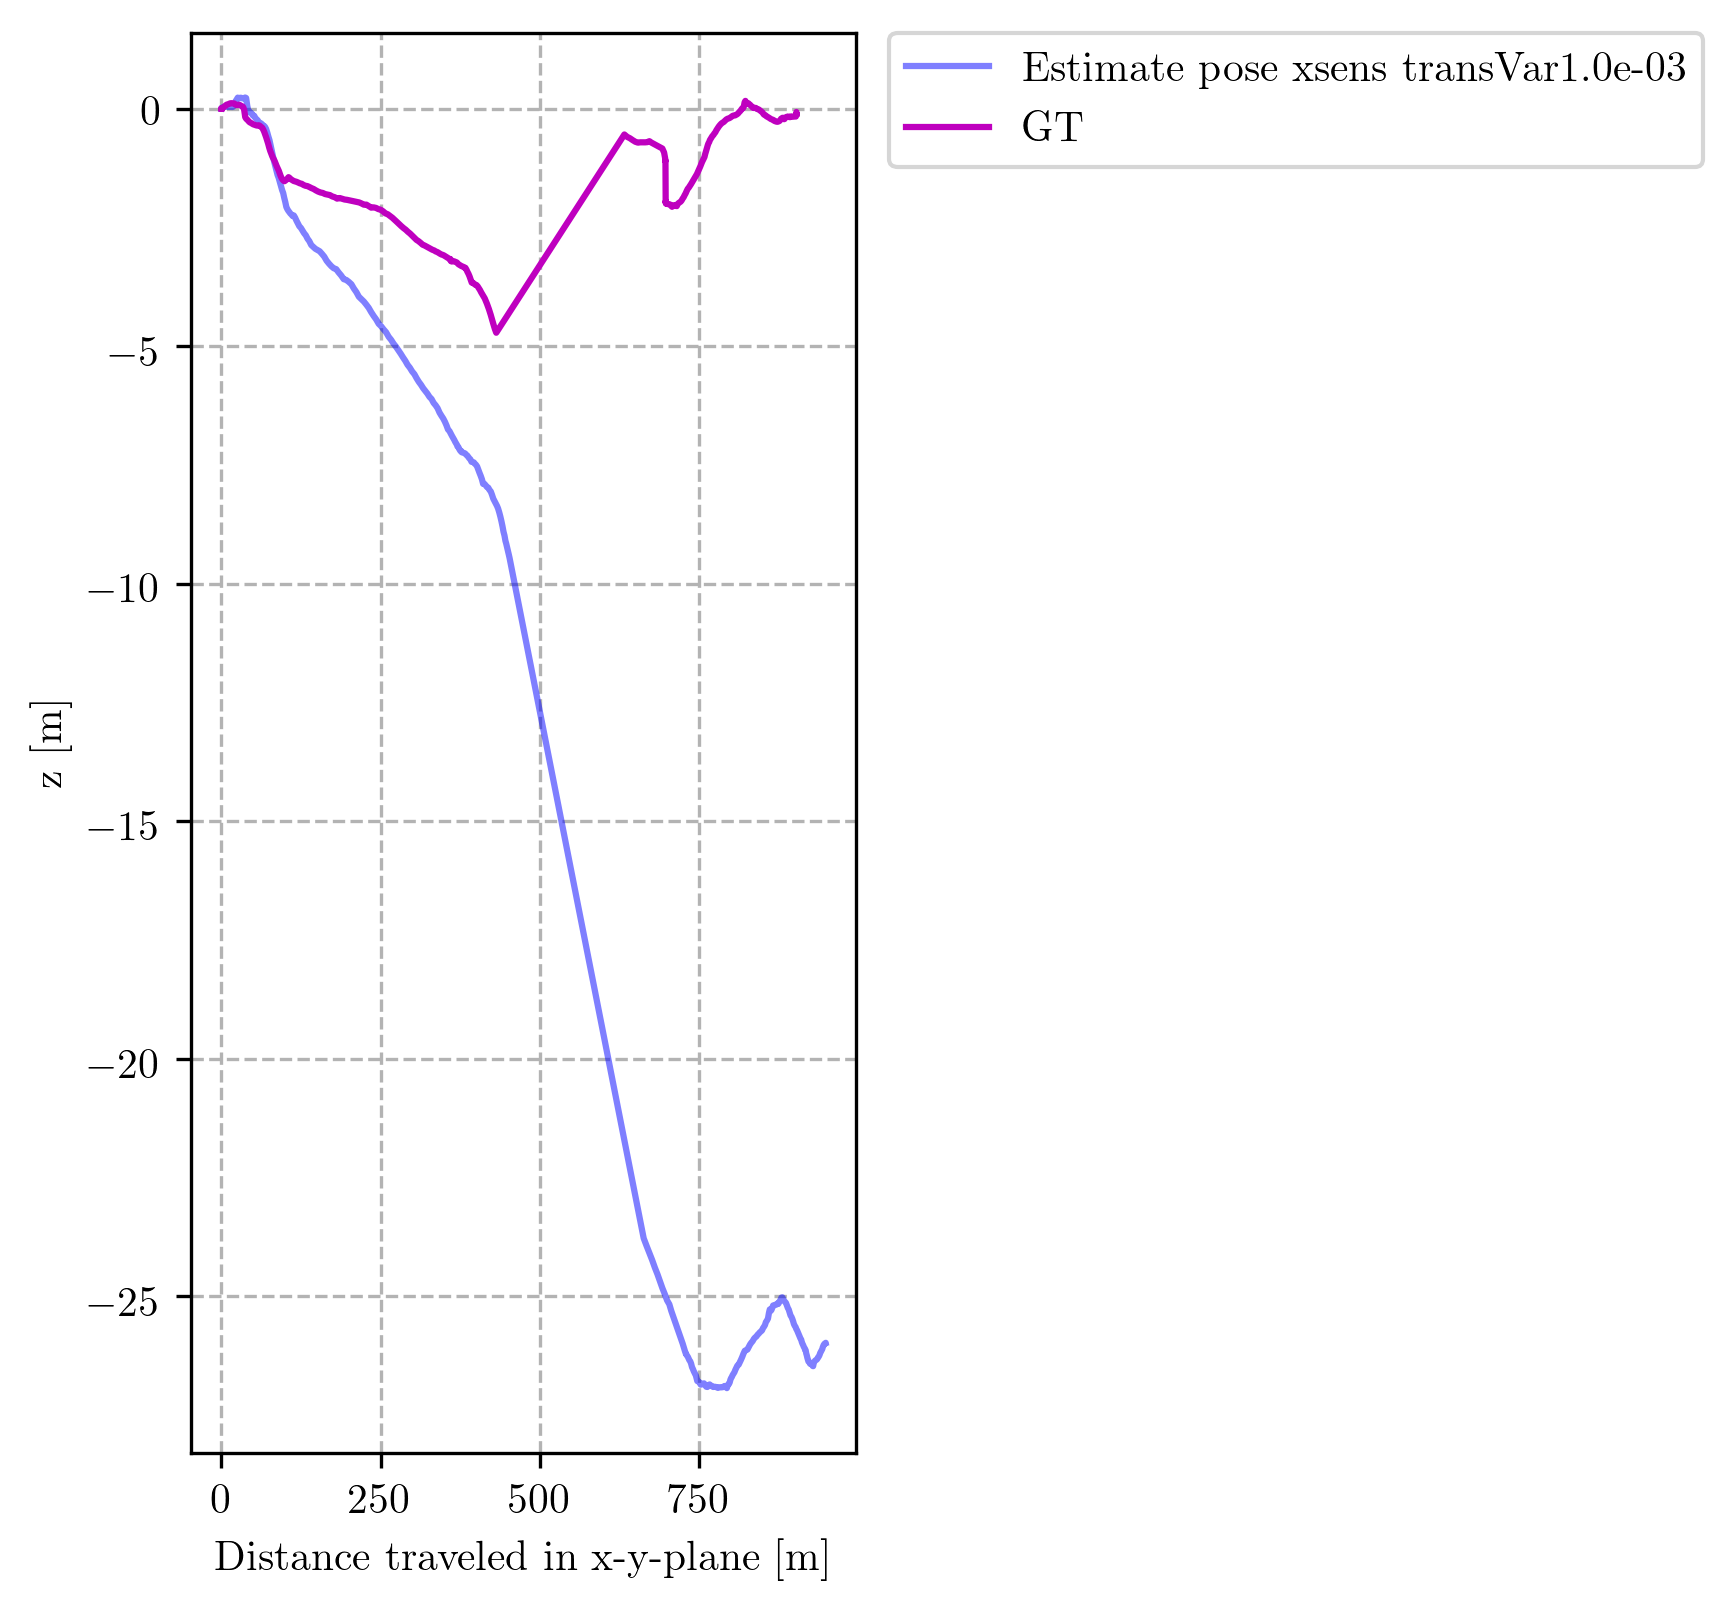 Estimate pose xsens transVar1.0e-03
GT
0
−5
−10
−15
−20
−25
z [m]
0 250 500 750
Distance traveled in x-y-plane [m]